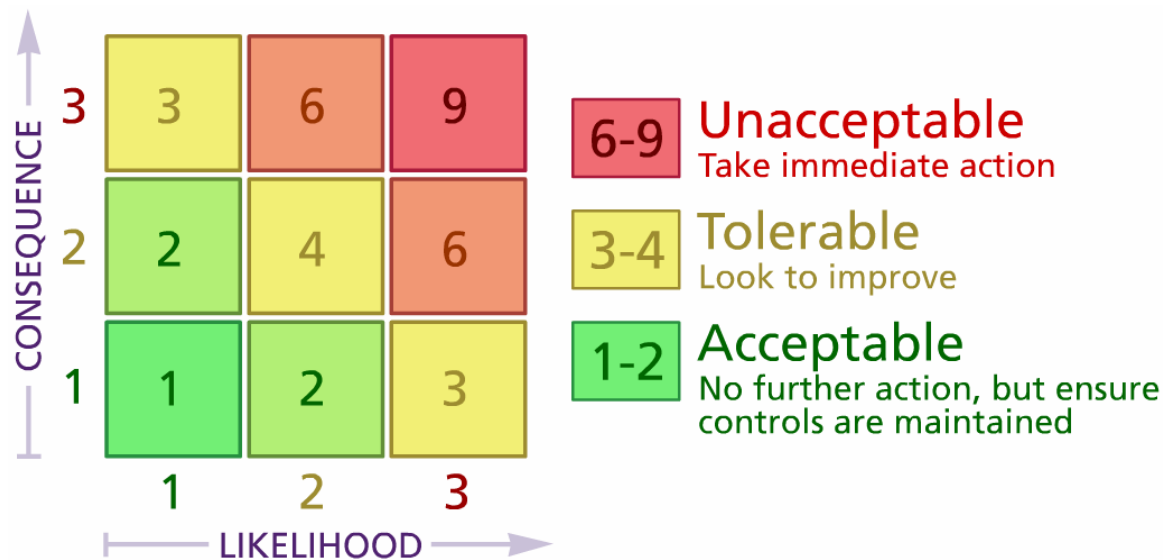 CONSEQUENCE
3
3 6 9
2
2 4 6
1
1 2 3
1 2 3
LIKELIHOOD
6-9
Unacceptable
Take immediate action
3-4
Tolerable
Look to improve
1-2
Acceptable
No further action, but ensure
controls are maintained